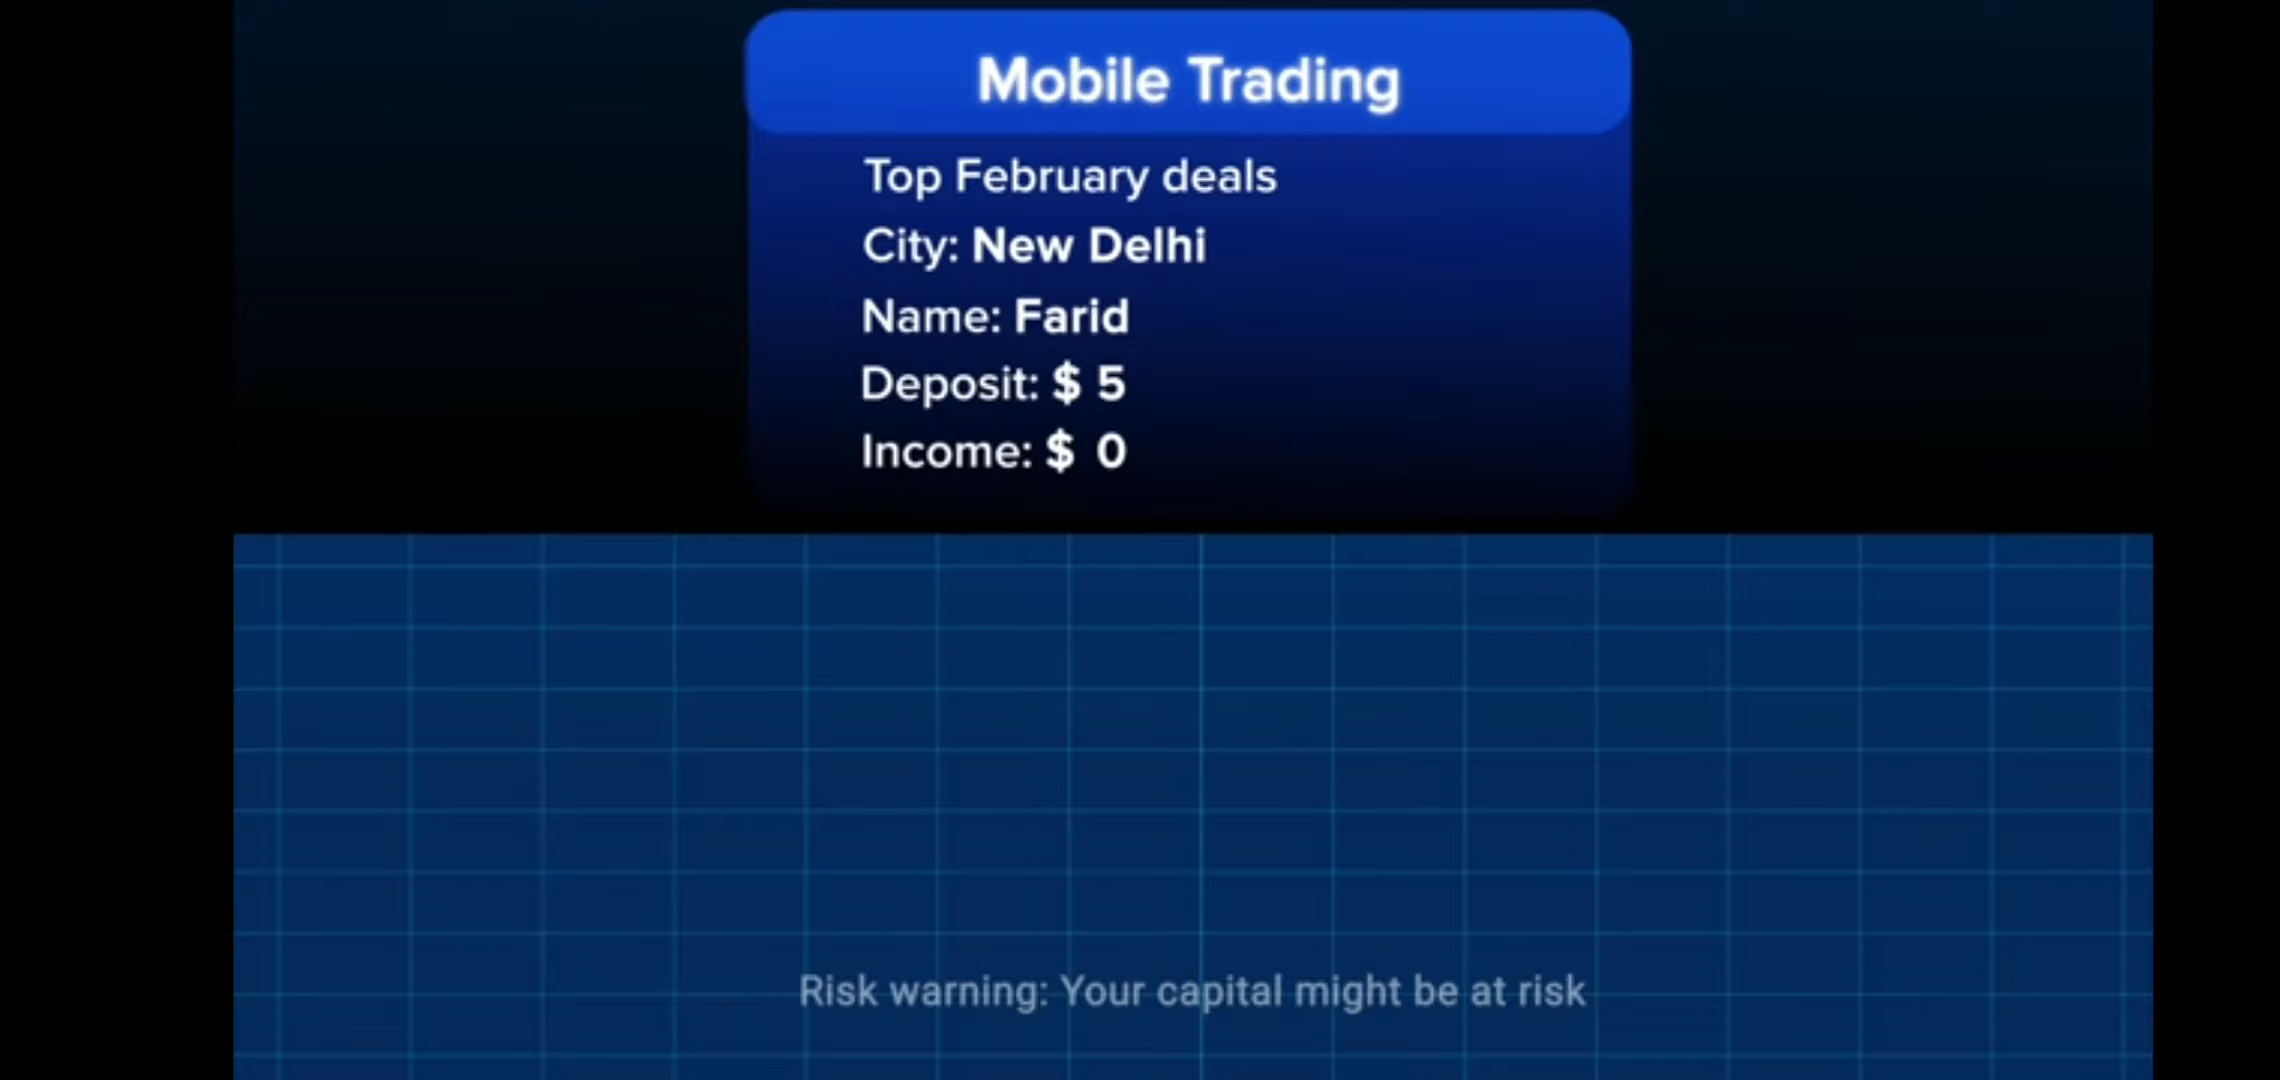 Mobile Trading
Top February deals
City: New Delhi
Name: Farid
Deposit: $ 5
Income: $ 0
Risk warning: Your capital might be at risk